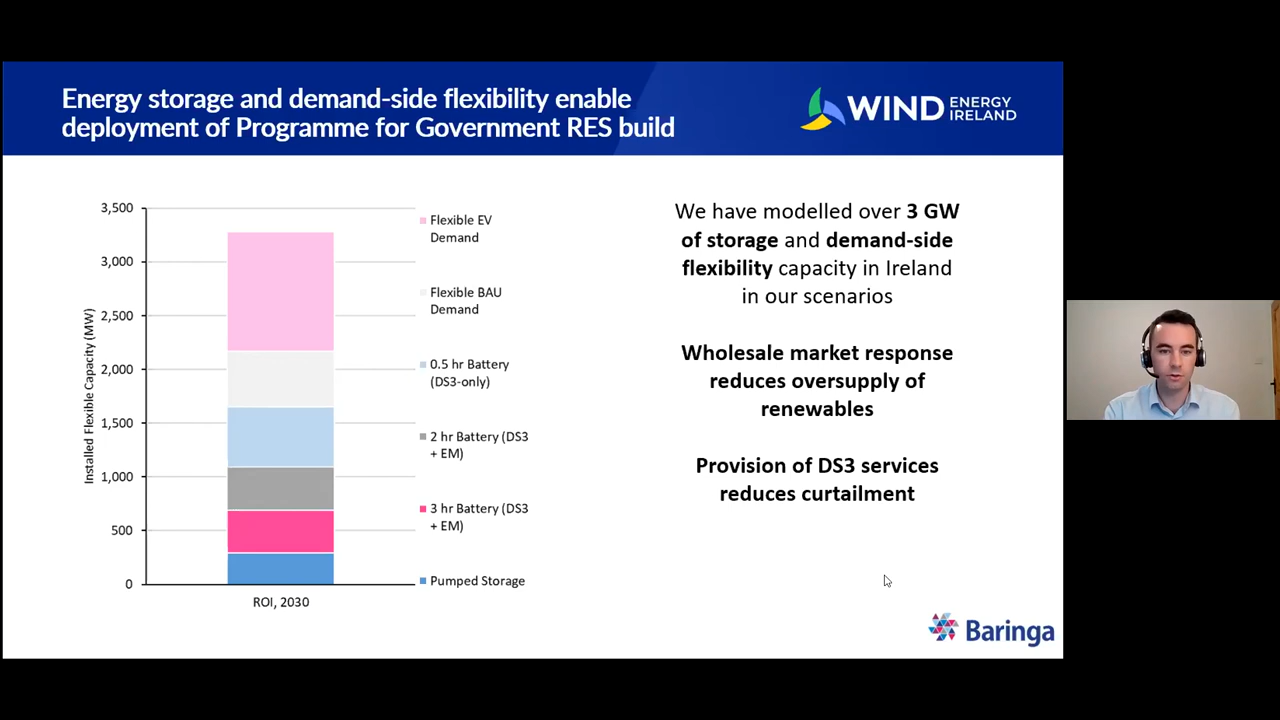 Energy storage and demand-side flexibility enable
deployment of Programme for Government RES build
WIND ENERGY
IRELAND
3,500
3,000
2,500
2,000
1,500
1,000
500
0
Installed Flexible Capacity (MW)
ROI, 2030
Flexible EV
Demand
Flexible BAU
Demand
0.5 hr Battery
(DS3-only)
2 hr Battery (DS3
+ EM)
3 hr Battery (DS3
+ EM)
Pumped Storage
We have modelled over 3 GW
of storage and demand-side
flexibility capacity in Ireland
in our scenarios
Wholesale market response
reduces oversupply of
renewables
Provision of DS3 services
reduces curtailment
Baringa